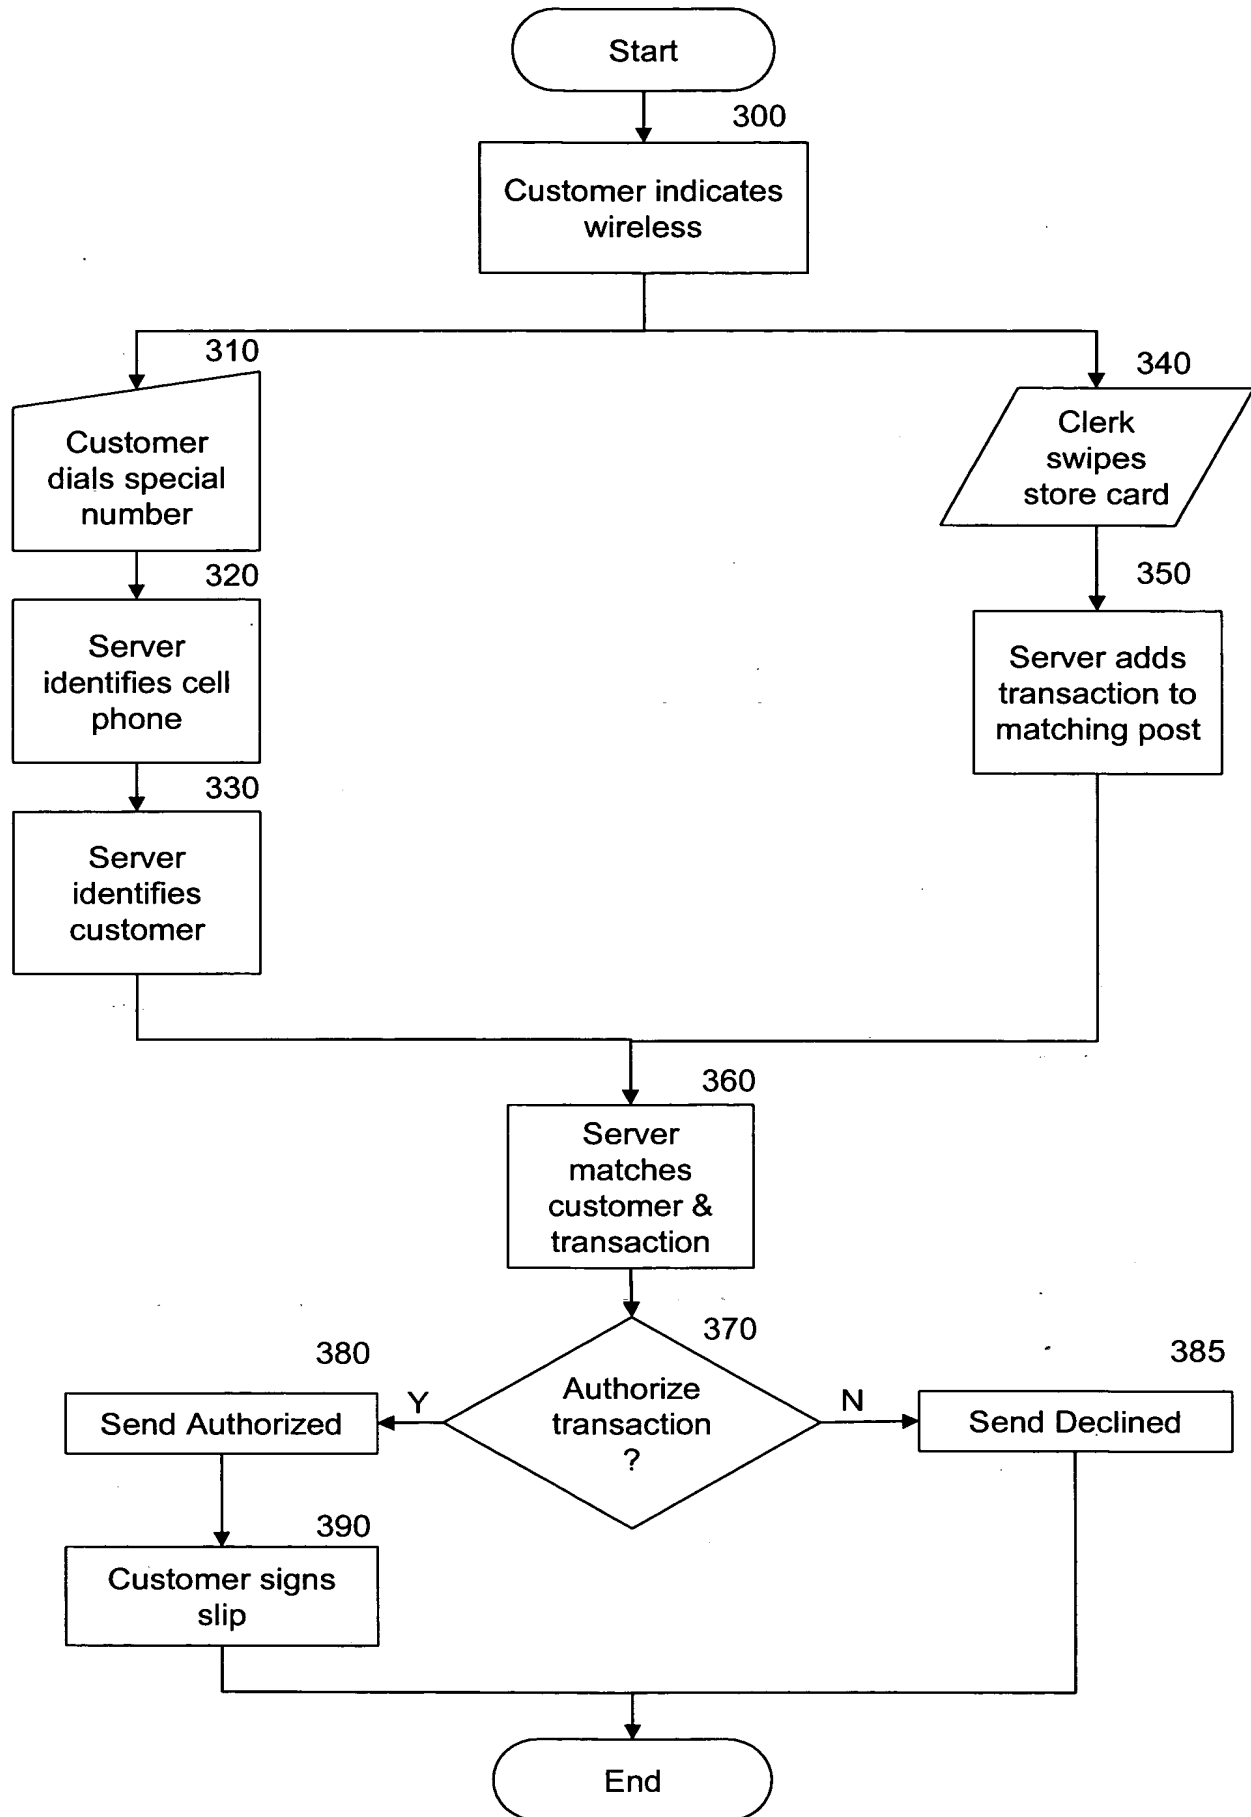 Start
300
Customer indicates
wireless
310
Customer
dials special
number
320
Server
identifies cell
phone
330
Server
identifies
customer
340
Clerk
swipes
store card
350
Server adds
transaction to
matching post
360
Server
matches
customer &
transaction
370
Authorize
transaction
?
Y
N
380
Send Authorized
385
Send Declined
390
Customer signs
slip
End